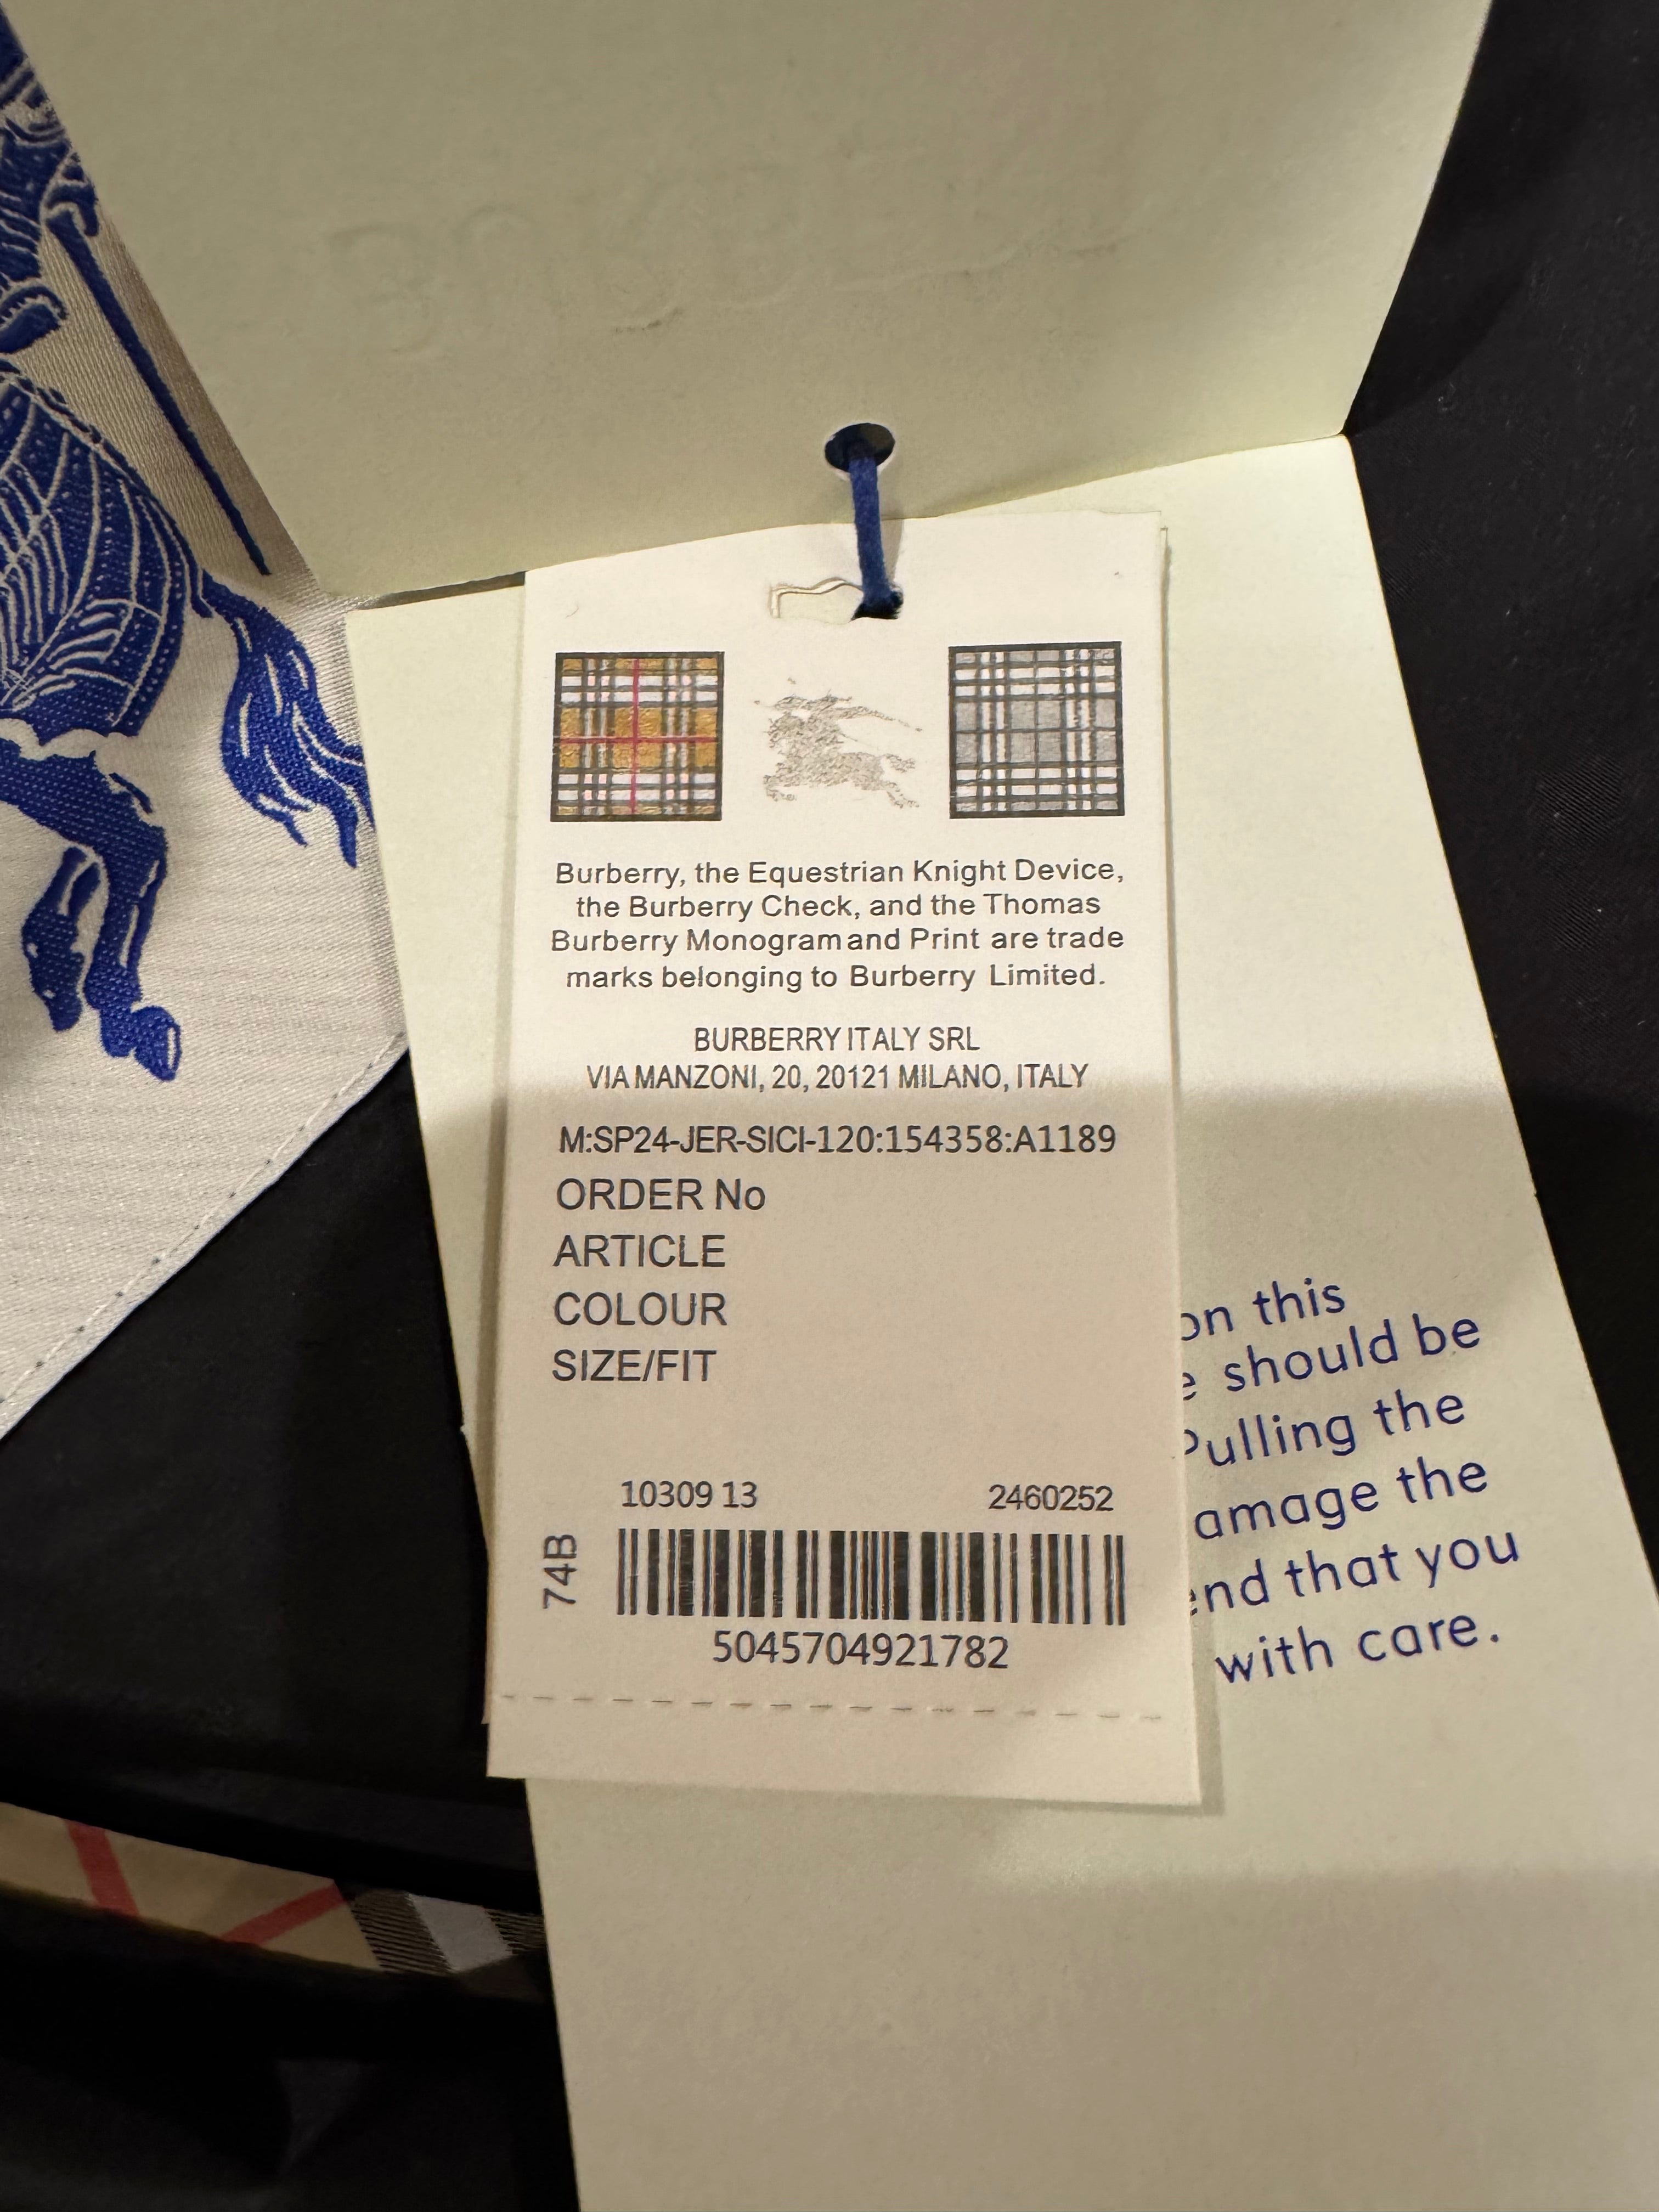 Burberry, the Equestrian Knight Device,
the Burberry Check, and the Thomas
Burberry Monogram and Print are trade
marks belonging to Burberry Limited.
BURBERRY ITALY SRL
VIA MANZONI, 20, 20121 MILANO, ITALY
M:SP24-JER-SICI-120:154358:A1189
ORDER No
ARTICLE
COLOUR
SIZE/FIT
10309 13 2460252
74B
5045704921782
on this
should be
Pulling the
amage the
nd that you
with care.